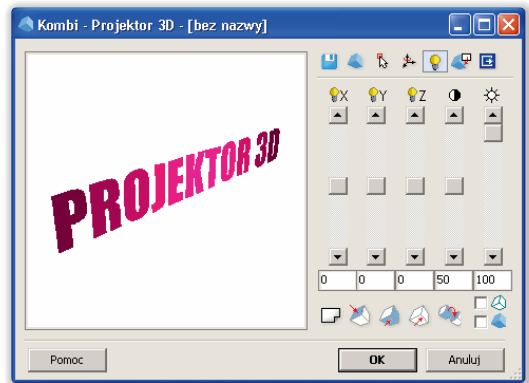 Kombi - Projektor 3D - [bez nazwy]
PROJEKTOR 3D
X Y Z
0 0 0 50 100
Pomoc OK Anuluj